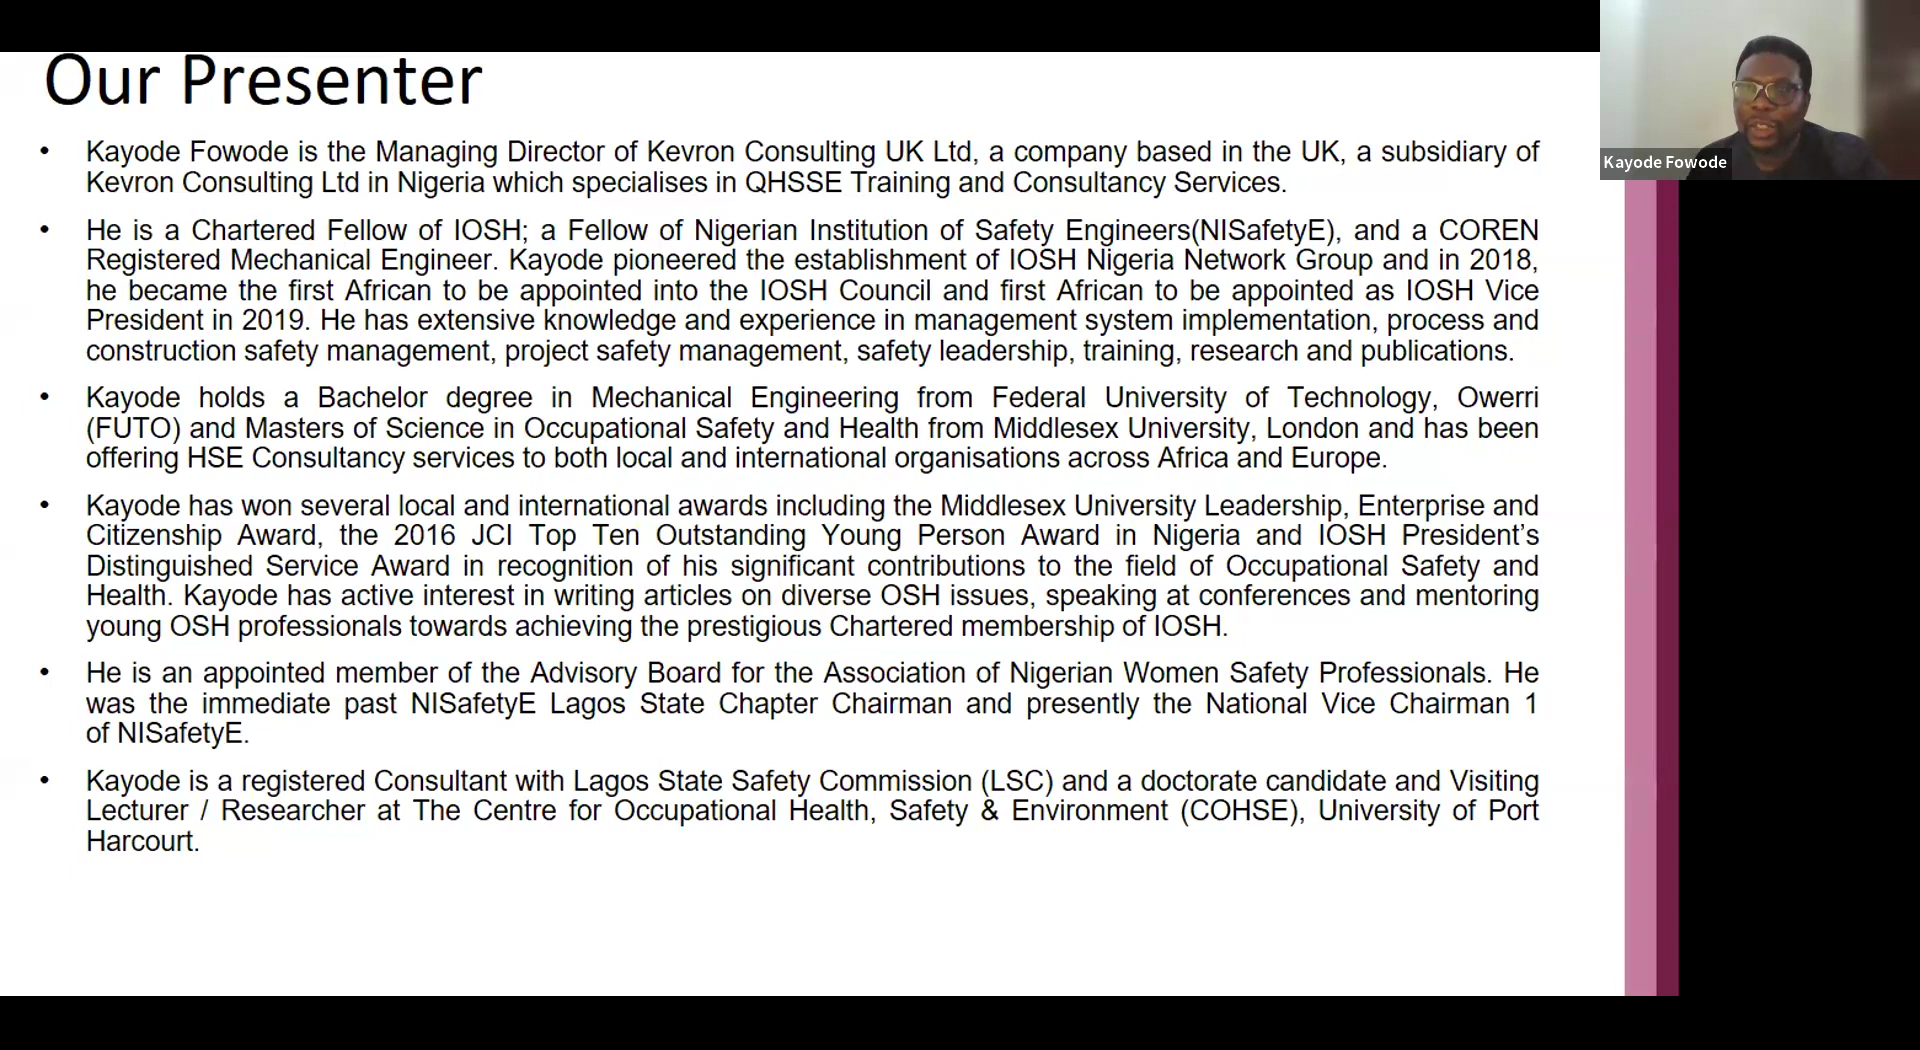 Our Presenter
Kayode Fowode
• Kayode Fowode is the Managing Director of Kevron Consulting UK Ltd, a company based in the UK, a subsidiary of
Kevron Consulting Ltd in Nigeria which specialises in QHSSE Training and Consultancy Services.
• He is a Chartered Fellow of IOSH; a Fellow of Nigerian Institution of Safety Engineers(NISafetyE), and a COREN
Registered Mechanical Engineer. Kayode pioneered the establishment of IOSH Nigeria Network Group and in 2018,
he became the first African to be appointed into the IOSH Council and first African to be appointed as IOSH Vice
President in 2019. He has extensive knowledge and experience in management system implementation, process and
construction safety management, project safety management, safety leadership, training, research and publications.
• Kayode holds a Bachelor degree in Mechanical Engineering from Federal University of Technology, Owerri
(FUTO) and Masters of Science in Occupational Safety and Health from Middlesex University, London and has been
offering HSE Consultancy services to both local and international organisations across Africa and Europe.
• Kayode has won several local and international awards including the Middlesex University Leadership, Enterprise and
Citizenship Award, the 2016 JCI Top Ten Outstanding Young Person Award in Nigeria and IOSH President’s
Distinguished Service Award in recognition of his significant contributions to the field of Occupational Safety and
Health. Kayode has active interest in writing articles on diverse OSH issues, speaking at conferences and mentoring
young OSH professionals towards achieving the prestigious Chartered membership of IOSH.
• He is an appointed member of the Advisory Board for the Association of Nigerian Women Safety Professionals. He
was the immediate past NISafetyE Lagos State Chapter Chairman and presently the National Vice Chairman 1
of NISafetyE.
• Kayode is a registered Consultant with Lagos State Safety Commission (LSC) and a doctorate candidate and Visiting
Lecturer / Researcher at The Centre for Occupational Health, Safety & Environment (COHSE), University of Port
Harcourt.